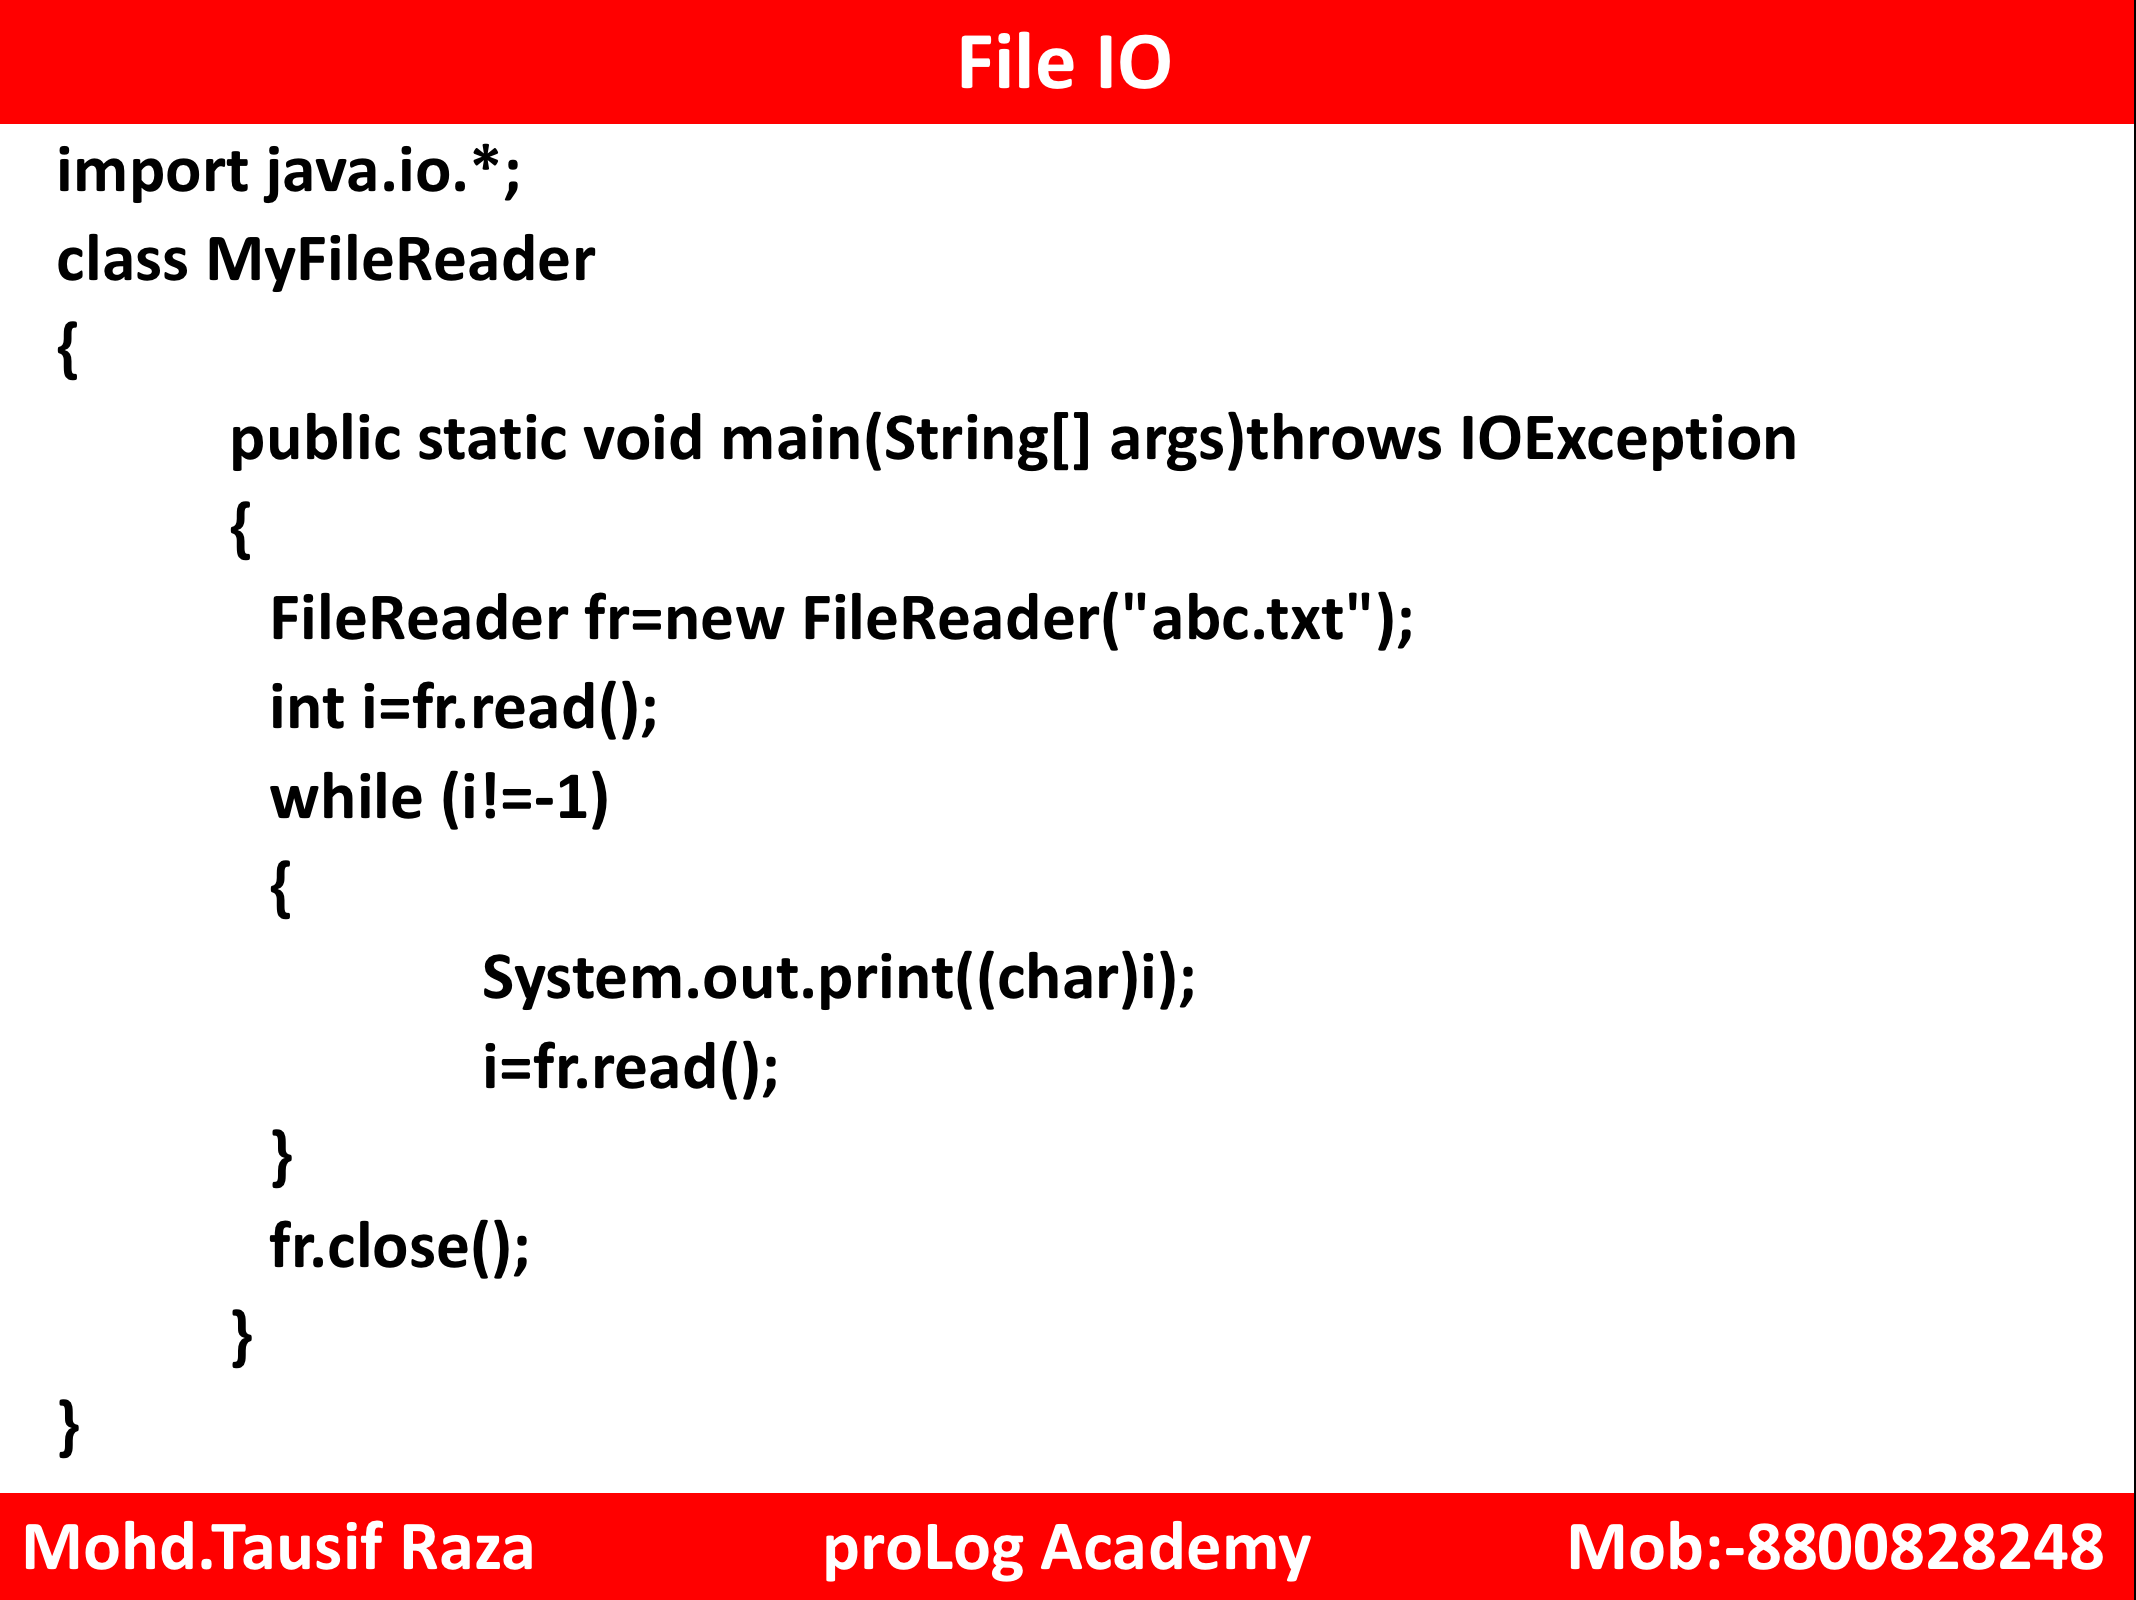 File IO
import java.io.*;
class MyFileReader
{
public static void main(String[] args)throws IOException
{
FileReader fr=new FileReader("abc.txt");
int i=fr.read();
while (i!=-1)
{
System.out.print((char)i);
i=fr.read();
}
fr.close();
}
}
Mohd.Tausif Raza proLog Academy Mob:-8800828248